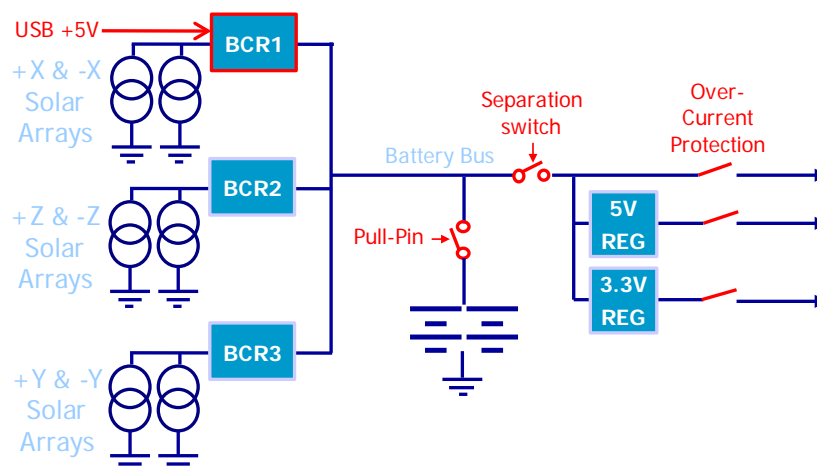 USB +5V
BCR1
+X & -X
Solar
Arrays
BCR2
+Z & -Z
Solar
Arrays
BCR3
+Y & -Y
Solar
Arrays
Battery Bus
Separation
switch
Pull-Pin
Over-
Current
Protection
5V
REG
3.3V
REG